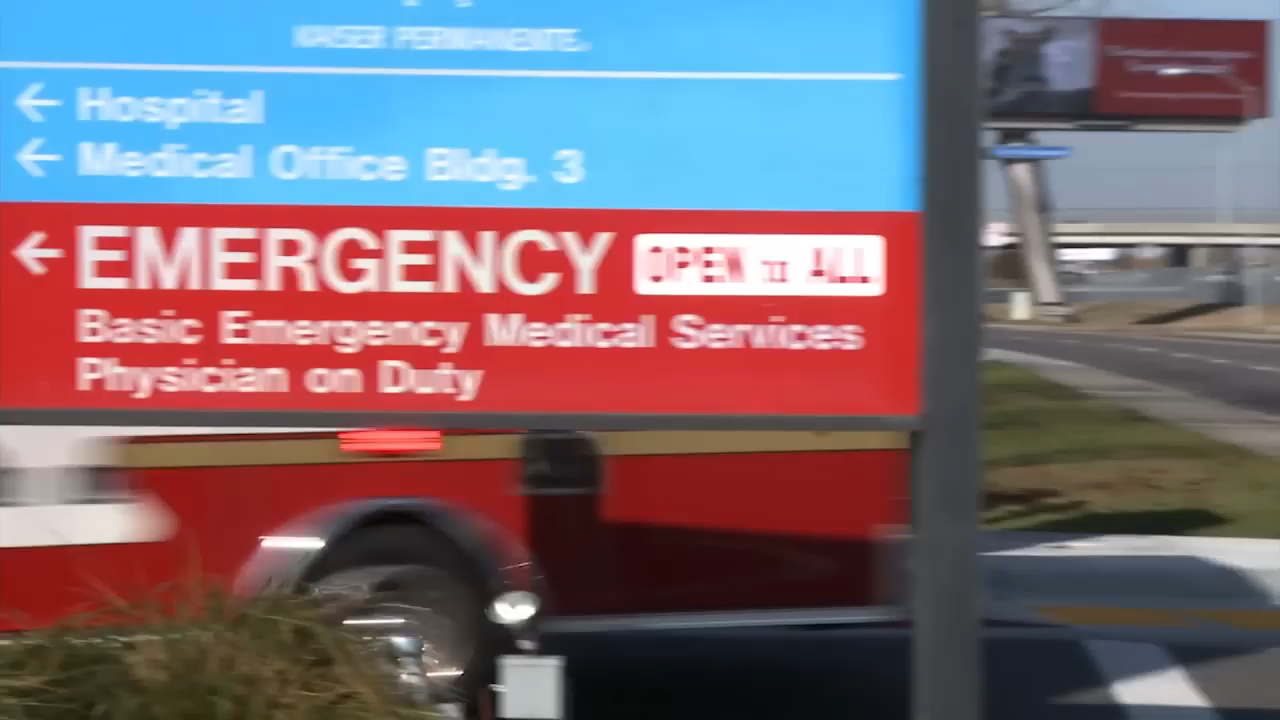 KAISER PERMANENTE.
← Hospital
← Medical Office Bldg. 3
← EMERGENCY OPEN to ALL
Basic Emergency Medical Services
Physician on Duty